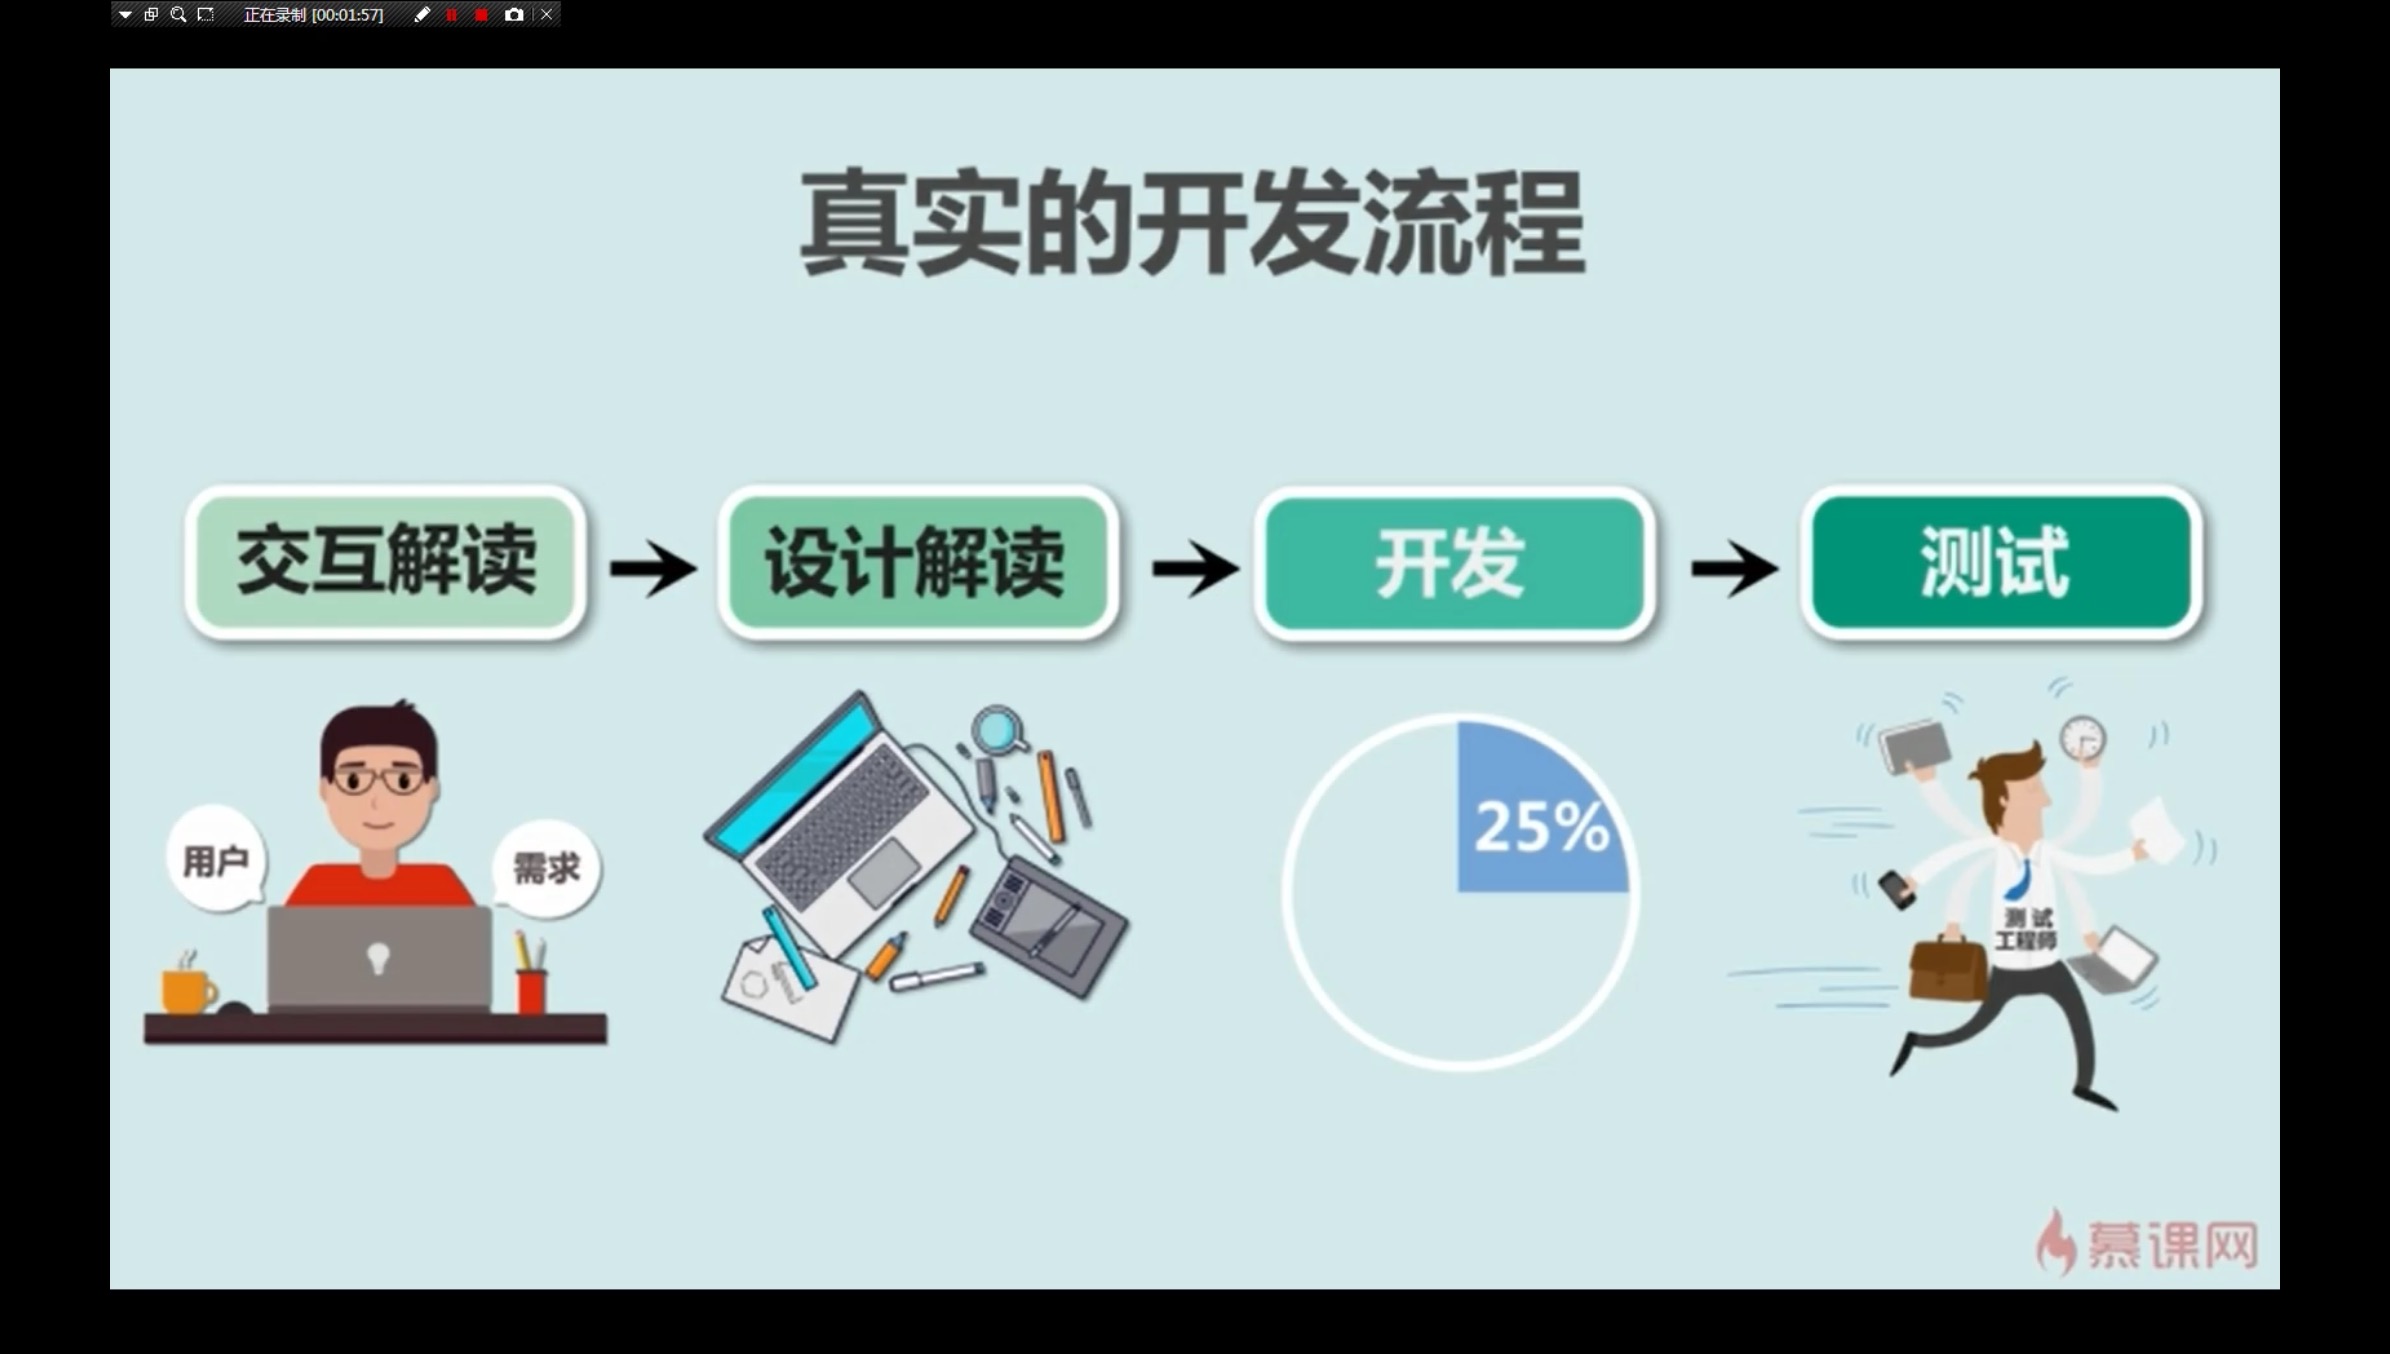 正在录制 [00:01:57]
真实的开发流程
交互解读
设计解读
开发
测试
用户
需求
25%
测 试
工程师
慕课网